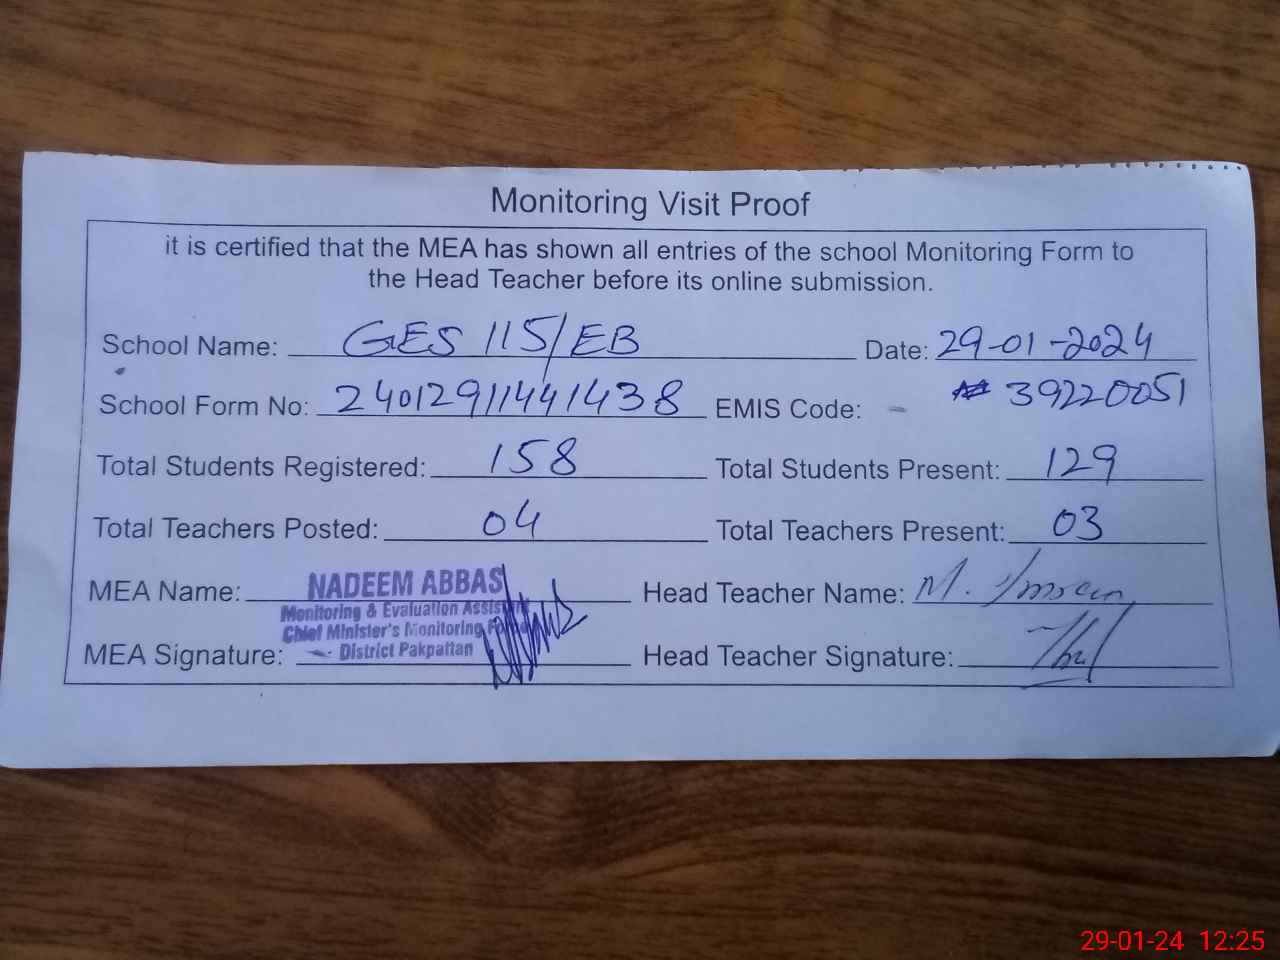 Monitoring Visit Proof
it is certified that the MEA has shown all entries of the school Monitoring Form to
the Head Teacher before its online submission.
School Name: GES 115/EB Date: 29-01-2024
School Form No: 24012911441438 EMIS Code: 39220051
Total Students Registered: 158 Total Students Present: 129
Total Teachers Posted: 04 Total Teachers Present: 03
MEA Name: NADEEM ABBAS Head Teacher Name: M. Imran
Monitoring & Evaluation Assistant
Chief Minister's Monitoring Force
MEA Signature: District Pakpattan Head Teacher Signature:
29-01-24 12:25